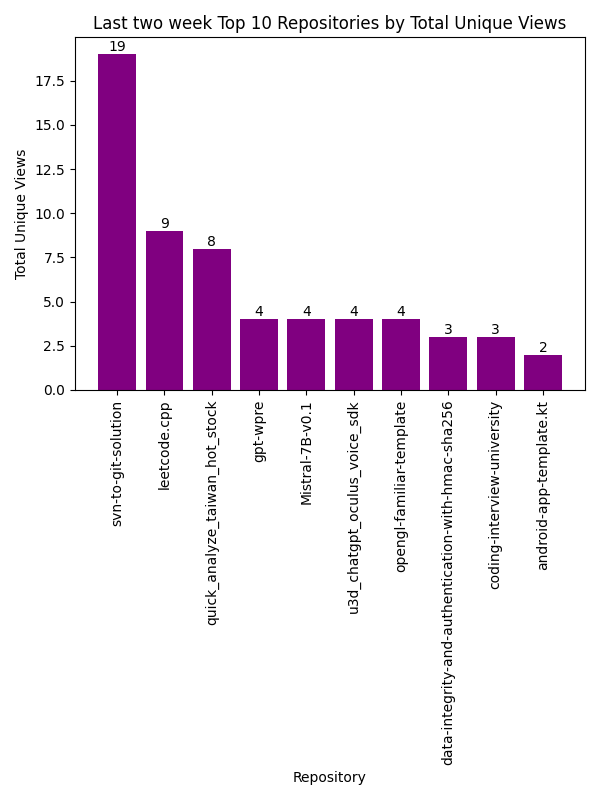 Last two week Top 10 Repositories by Total Unique Views
Total Unique Views
17.5
15.0
12.5
10.0
7.5
5.0
2.5
0.0
19
9
8
4
4
4
4
3
3
2
svn-to-git-solution
leetcode.cpp
quick_analyze_taiwan_hot_stock
gpt-wpre
Mistral-7B-v0.1
u3d_chatgpt_oculus_voice_sdk
opengl-familiar-template
data-integrity-and-authentication-with-hmac-sha256
coding-interview-university
android-app-template.kt
Repository